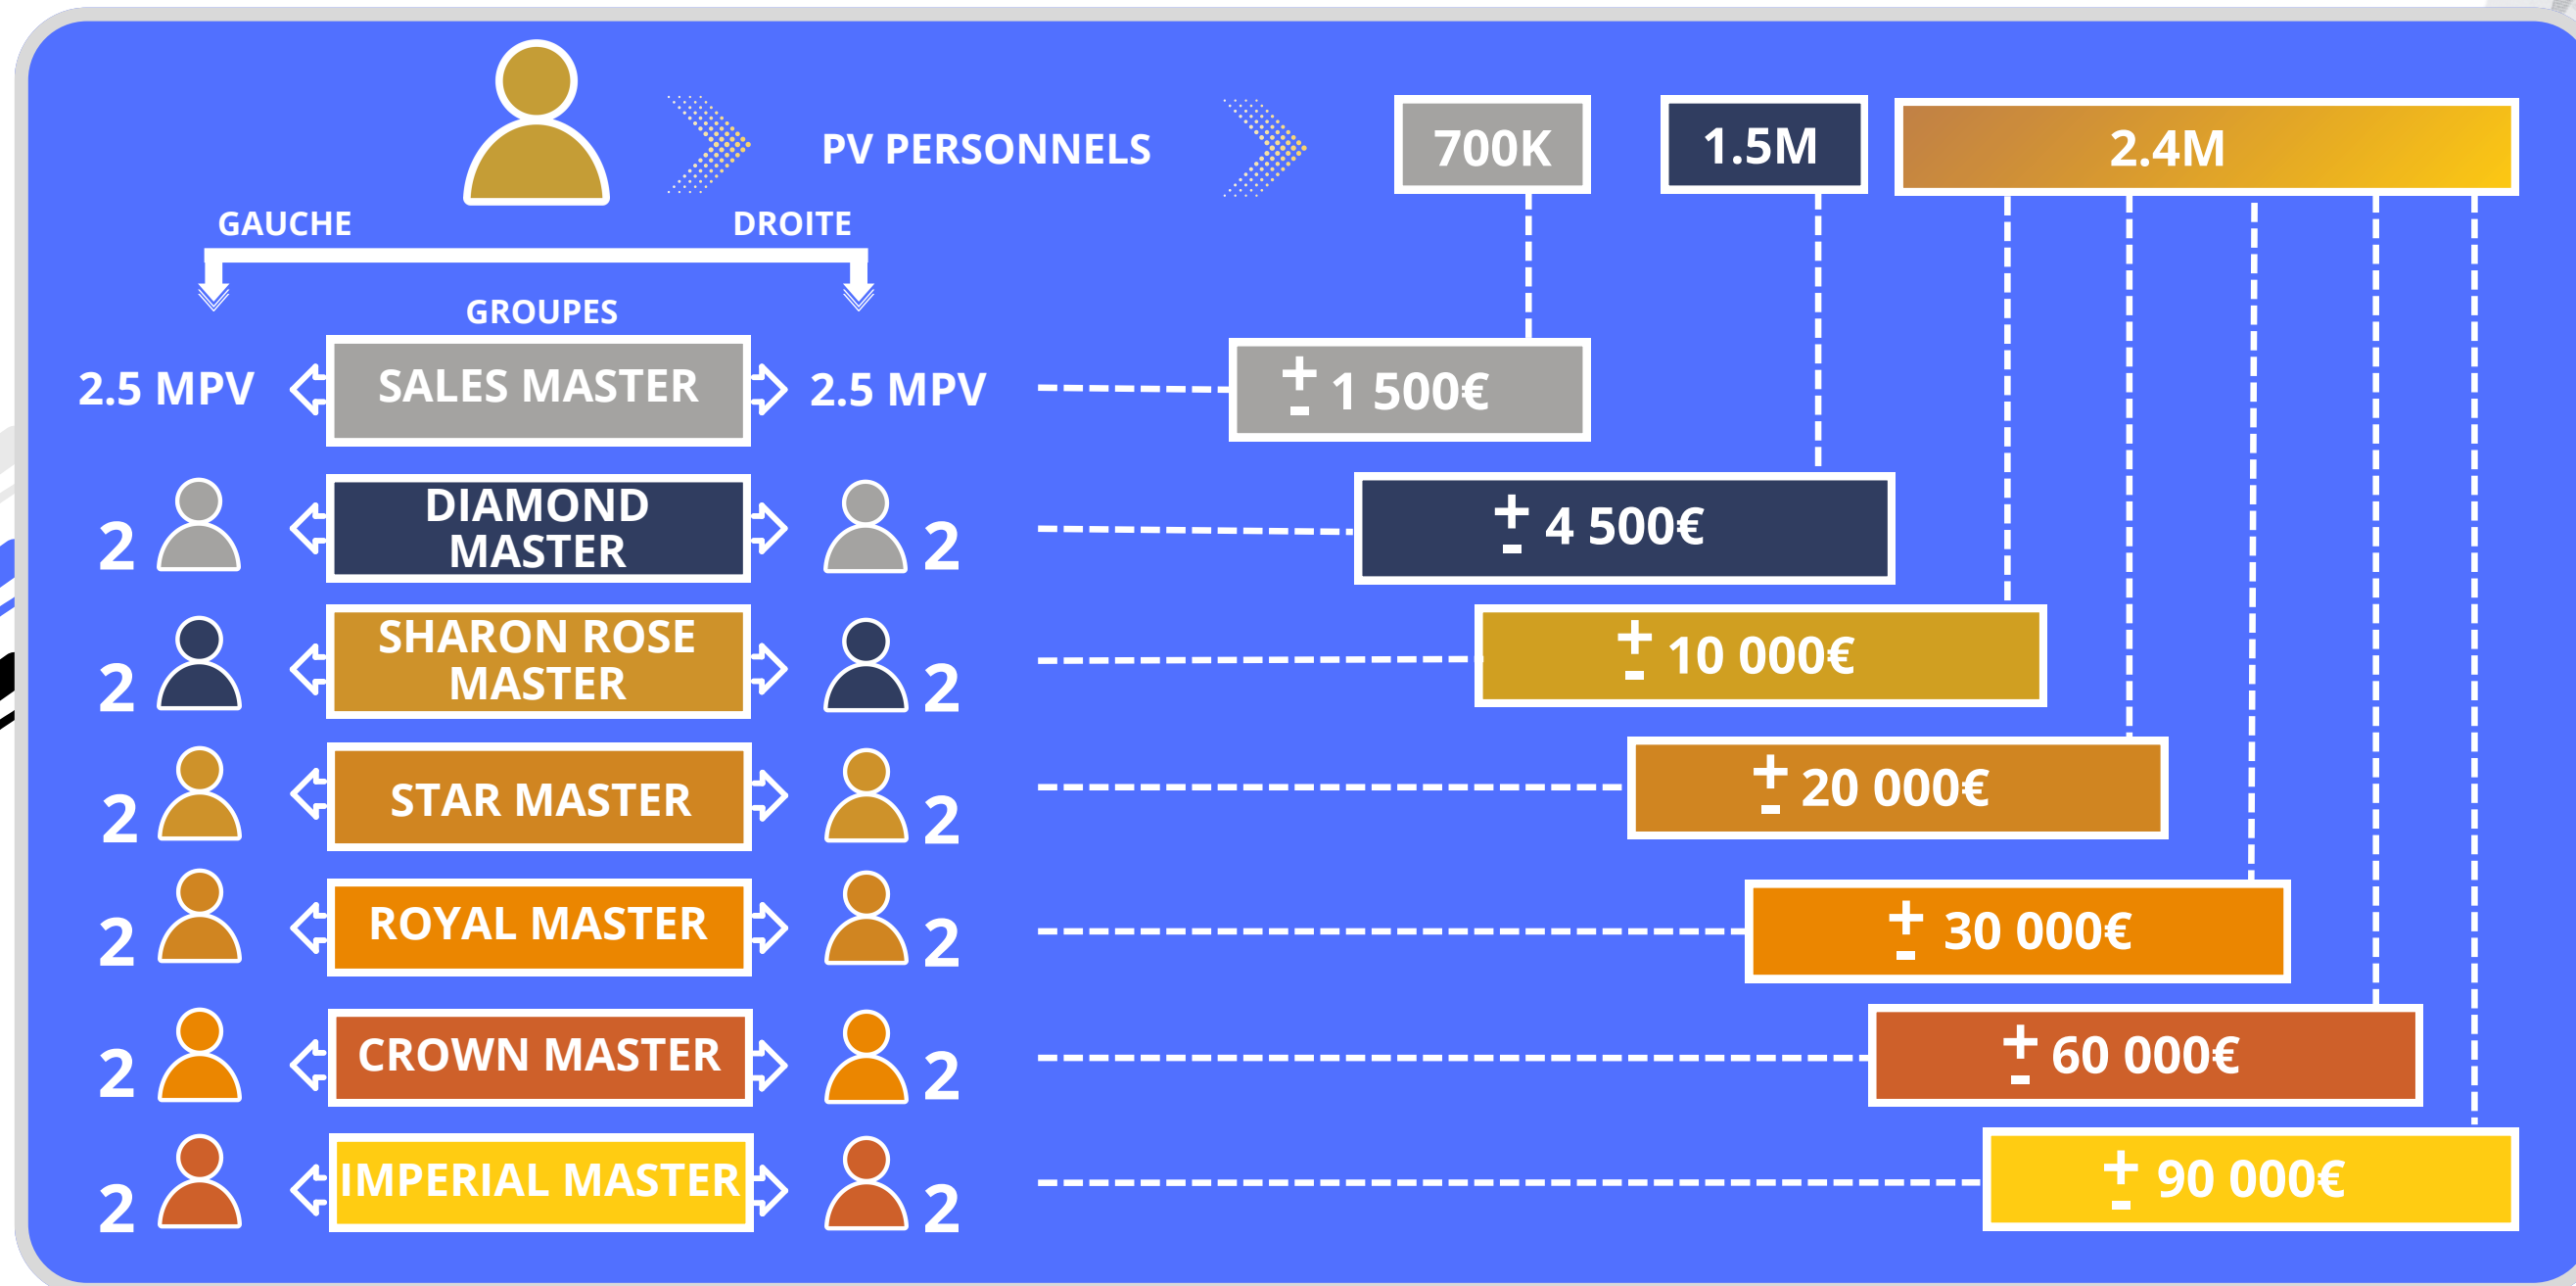 PV PERSONNELS
700K
1.5M
2.4M
GAUCHE
DROITE
GROUPES
2.5 MPV
SALES MASTER
2.5 MPV
± 1 500€
2
DIAMOND
MASTER
2
± 4 500€
2
SHARON ROSE
MASTER
2
± 10 000€
2
STAR MASTER
2
± 20 000€
2
ROYAL MASTER
2
± 30 000€
2
CROWN MASTER
2
± 60 000€
2
IMPERIAL MASTER
2
± 90 000€